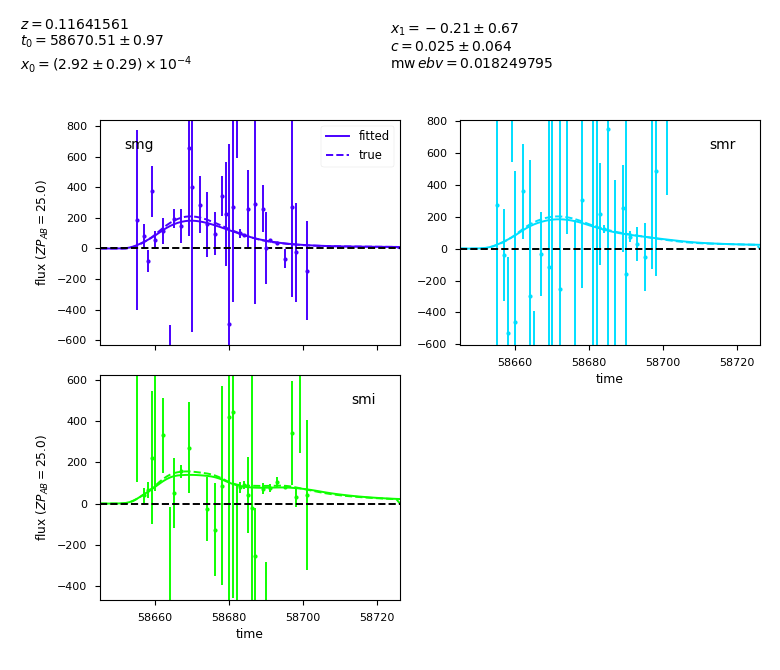 z = 0.11641561
t₀ = 58670.51 ± 0.97
x₀ = (2.92 ± 0.29) × 10⁻⁴
x₁ = −0.21 ± 0.67
c = 0.025 ± 0.064
mw ebv = 0.018249795
smg
fitted
true
800
600
400
200
0
−200
−400
−600
flux (ZP_AB = 25.0)
smr
800
600
400
200
0
−200
−400
−600
58660 58680 58700 58720
time
smi
600
400
200
0
−200
−400
flux (ZP_AB = 25.0)
58660 58680 58700 58720
time